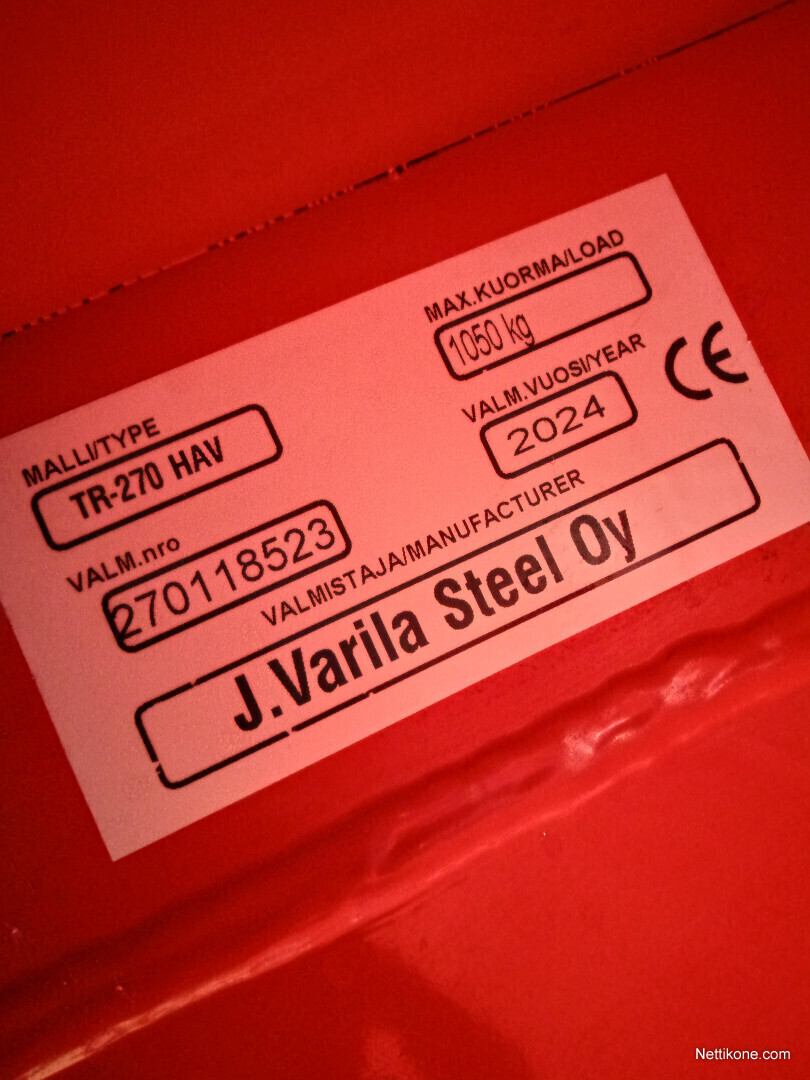 MAX.KUORMA/LOAD
1050 kg
MALLI/TYPE
TR-270 HAV
VALM.VUOSI/YEAR
2024
CE
VALM.nro
270118523
VALMISTAJA/MANUFACTURER
J.Varila Steel Oy
Nettikone.com